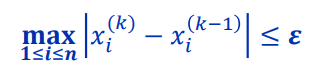 max |x_i^(k) − x_i^(k−1)| ≤ ε
1≤i≤n